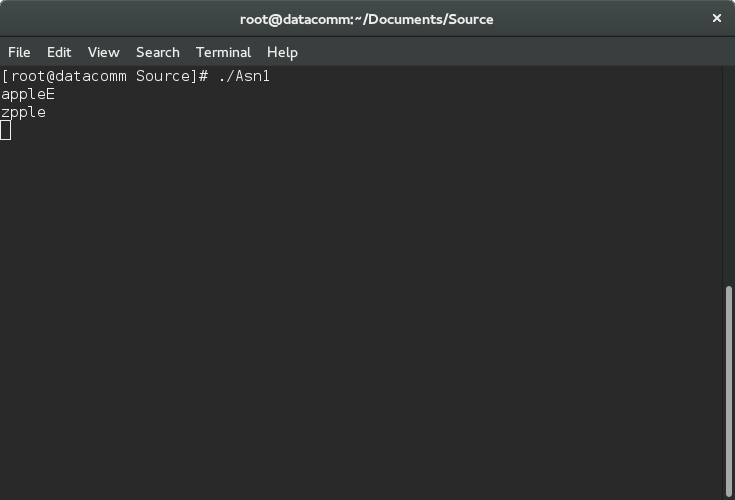 root@datacomm:~/Documents/Source
File Edit View Search Terminal Help
[root@datacomm Source]# ./Asn1
appleE
zpple